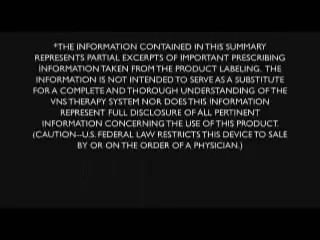 *THE INFORMATION CONTAINED IN THIS SUMMARY
REPRESENTS PARTIAL EXCERPTS OF IMPORTANT PRESCRIBING
INFORMATION TAKEN FROM THE PRODUCT LABELING. THE
INFORMATION IS NOT INTENDED TO SERVE AS A SUBSTITUTE
FOR A COMPLETE AND THOROUGH UNDERSTANDING OF THE
VNS THERAPY SYSTEM NOR DOES THIS INFORMATION
REPRESENT FULL DISCLOSURE OF ALL PERTINENT
INFORMATION CONCERNING THE USE OF THIS PRODUCT.
(CAUTION--U.S. FEDERAL LAW RESTRICTS THIS DEVICE TO SALE
BY OR ON THE ORDER OF A PHYSICIAN.)